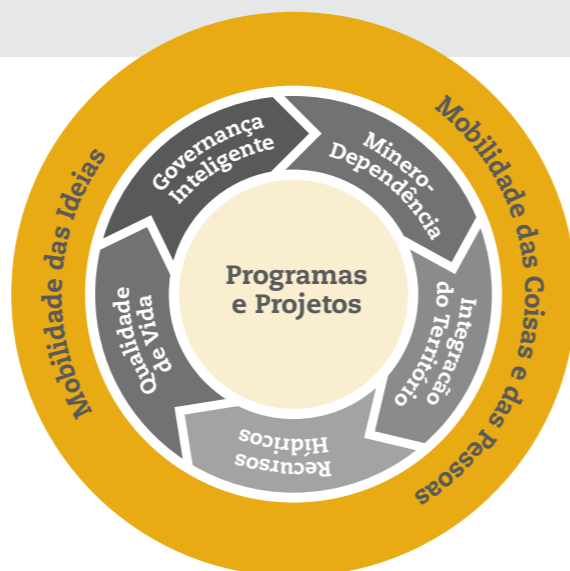 Mobilidade das Ideias
Mobilidade das Coisas e das Pessoas
Governança
Inteligente
Minero-
Dependência
Integração
do Território
Recursos
Hídricos
Qualidade
de Vida
Programas
e Projetos